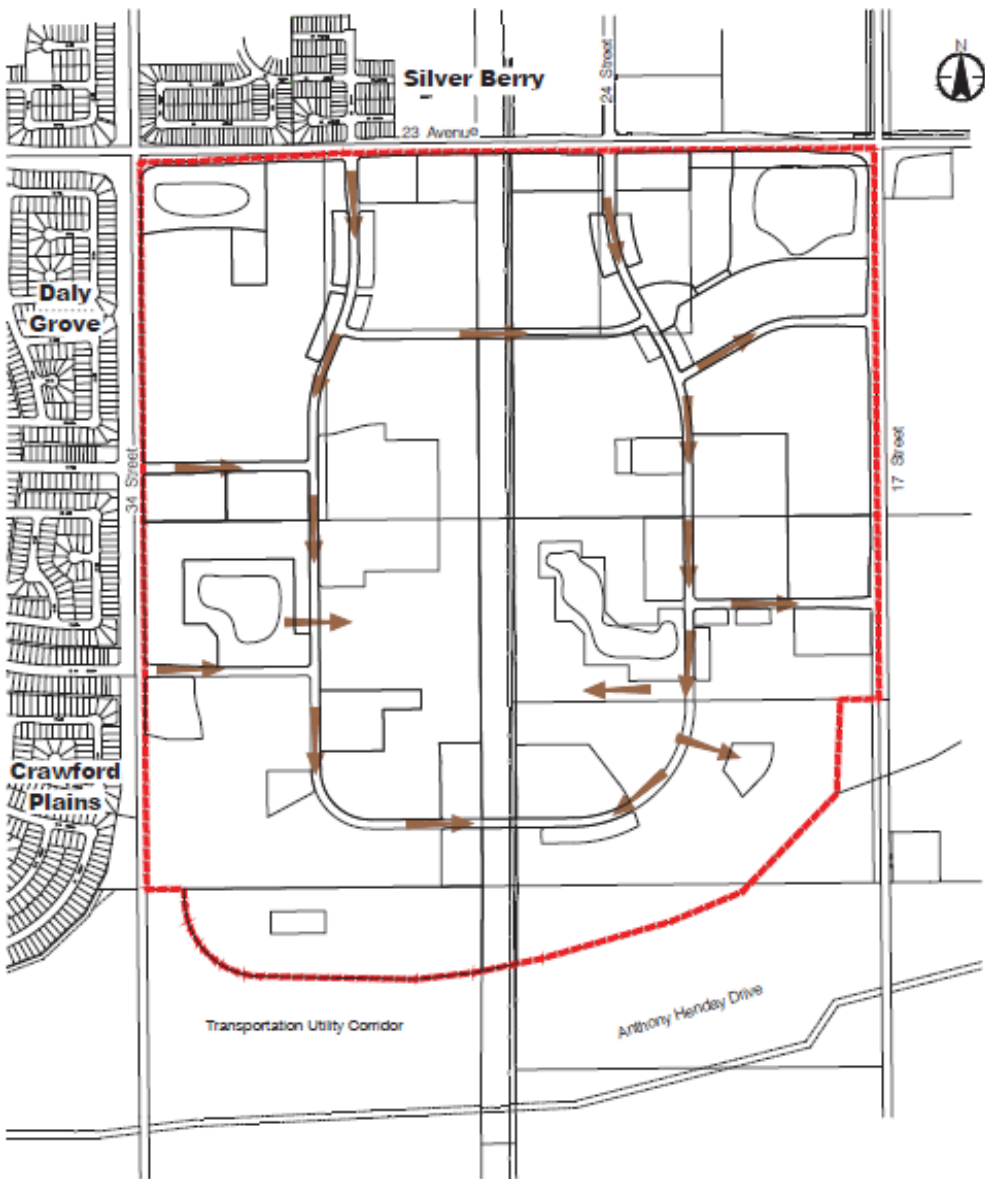 N
Silver Berry
24 Street
23 Avenue
Daly
Grove
34 Street
17 Street
Crawford
Plains
Anthony Henday Drive
Transportation Utility Corridor